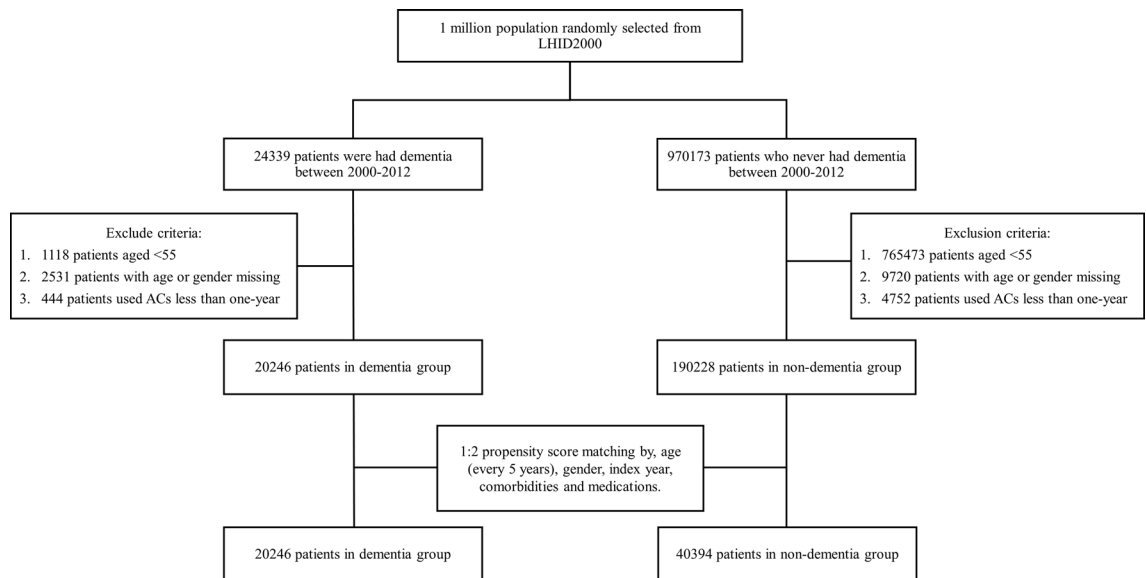 1 million population randomly selected from
LHID2000
24339 patients were had dementia
between 2000-2012
970173 patients who never had dementia
between 2000-2012
Exclude criteria:
1. 1118 patients aged <55
2. 2531 patients with age or gender missing
3. 444 patients used ACs less than one-year
Exclusion criteria:
1. 765473 patients aged <55
2. 9720 patients with age or gender missing
3. 4752 patients used ACs less than one-year
20246 patients in dementia group
190228 patients in non-dementia group
1:2 propensity score matching by, age
(every 5 years), gender, index year,
comorbidities and medications.
20246 patients in dementia group
40394 patients in non-dementia group